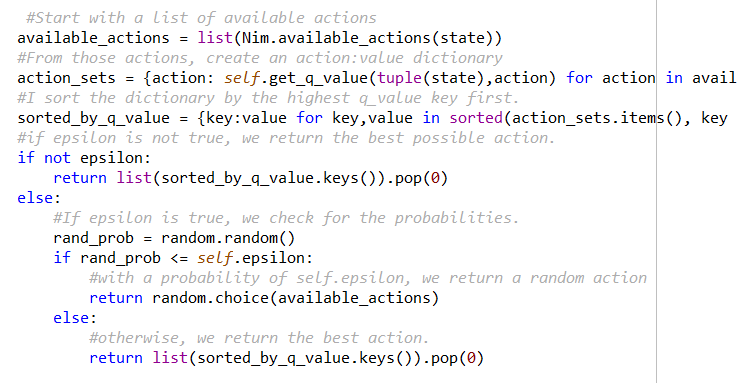 #Start with a list of available actions
available_actions = list(Nim.available_actions(state))
#From those actions, create an action:value dictionary
action_sets = {action: self.get_q_value(tuple(state),action) for action in avail
#I sort the dictionary by the highest q_value key first.
sorted_by_q_value = {key:value for key,value in sorted(action_sets.items(), key
#if epsilon is not true, we return the best possible action.
if not epsilon:
    return list(sorted_by_q_value.keys()).pop(0)
else:
    #If epsilon is true, we check for the probabilities.
    rand_prob = random.random()
    if rand_prob <= self.epsilon:
        #with a probability of self.epsilon, we return a random action
        return random.choice(available_actions)
    else:
        #otherwise, we return the best action.
        return list(sorted_by_q_value.keys()).pop(0)